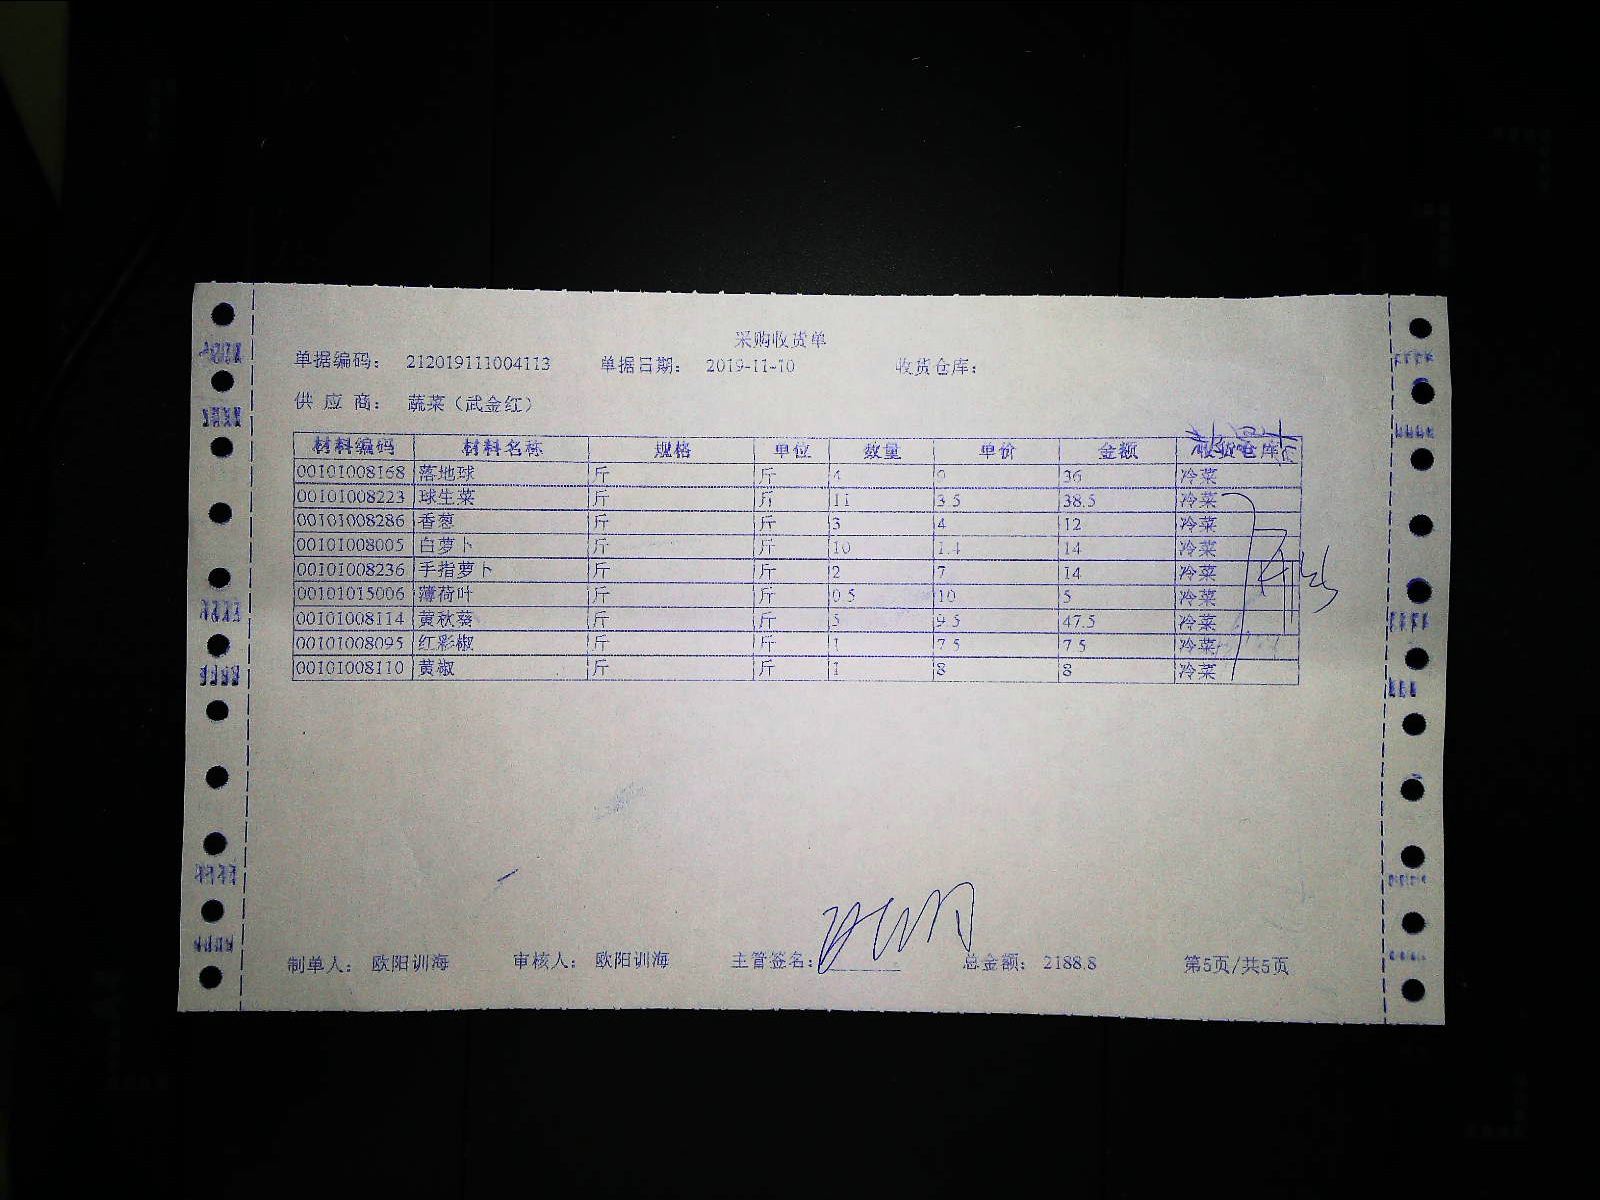 采购收货单
单据编码： 212019111004113 单据日期： 2019-11-10 收货仓库：
供 应 商： 蔬菜（武金红）
材料编码 材料名称 规格 单位 数量 单价 金额 收货仓库
00101008168 落地球 斤 斤 4 9 36 冷菜
00101008223 球生菜 斤 斤 11 3.5 38.5 冷菜
00101008286 香葱 斤 斤 3 4 12 冷菜
00101008005 白萝卜 斤 斤 10 1.4 14 冷菜
00101008236 手指萝卜 斤 斤 2 7 14 冷菜
00101015006 薄荷叶 斤 斤 0.5 10 5 冷菜
00101008114 黄秋葵 斤 斤 5 9.5 47.5 冷菜
00101008095 红彩椒 斤 斤 1 7.5 7.5 冷菜
00101008110 黄椒 斤 斤 1 8 8 冷菜
制单人： 欧阳训海 审核人： 欧阳训海 主管签名： 总金额： 2188.8 第5页/共5页